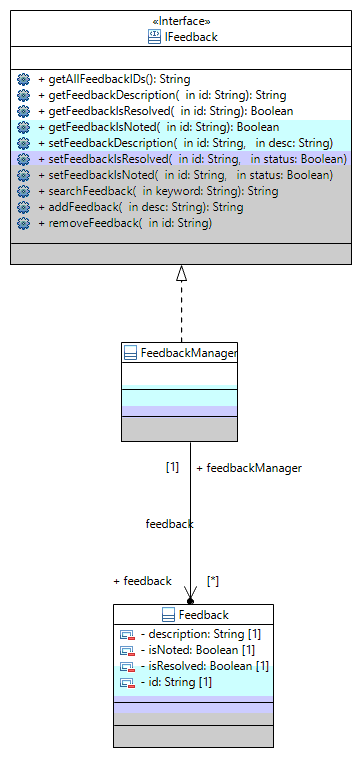 «Interface»
IFeedback
+ getAllFeedbackIDs(): String
+ getFeedbackDescription( in id: String): String
+ getFeedbackIsResolved( in id: String): Boolean
+ getFeedbackIsNoted( in id: String): Boolean
+ setFeedbackDescription( in id: String, in desc: String)
+ setFeedbackIsResolved( in id: String, in status: Boolean)
+ setFeedbackIsNoted( in id: String, in status: Boolean)
+ searchFeedback( in keyword: String): String
+ addFeedback( in desc: String): String
+ removeFeedback( in id: String)
FeedbackManager
[1] + feedbackManager
feedback
+ feedback [*]
Feedback
- description: String [1]
- isNoted: Boolean [1]
- isResolved: Boolean [1]
- id: String [1]